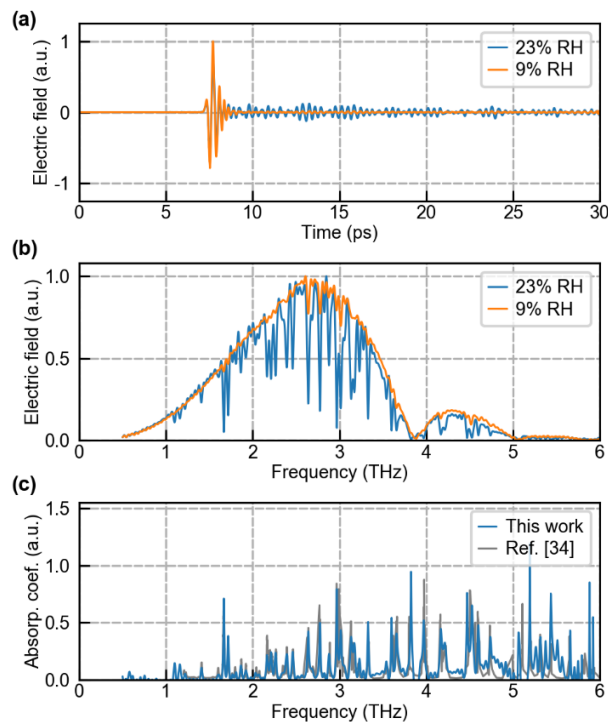 (a)
Electric field (a.u.)
1
0
-1
23% RH
9% RH
0 5 10 15 20 25 30
Time (ps)
(b)
Electric field (a.u.)
1.0
0.5
0.0
23% RH
9% RH
0 1 2 3 4 5 6
Frequency (THz)
(c)
Absorp. coef. (a.u.)
1.5
1.0
0.5
0.0
This work
Ref. [34]
0 1 2 3 4 5 6
Frequency (THz)